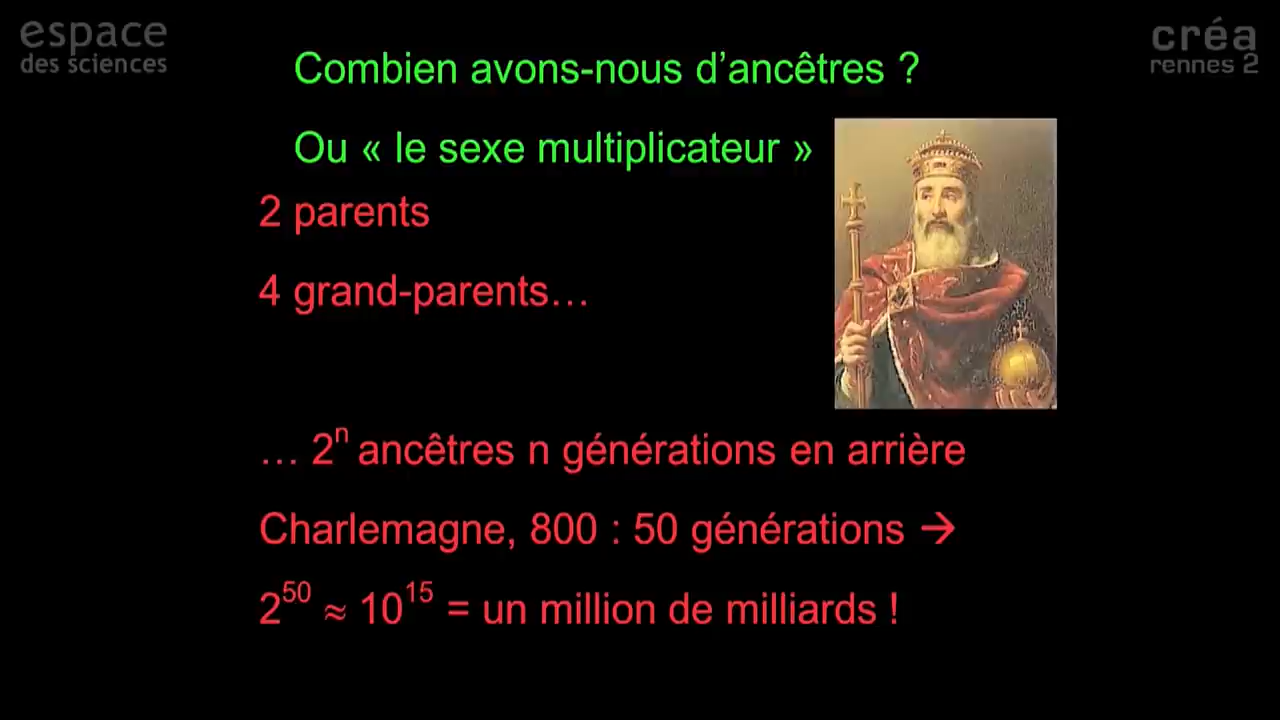 espace
des sciences
créa
rennes 2
Combien avons-nous d'ancêtres ?
Ou « le sexe multiplicateur »
2 parents
4 grand-parents…
… 2ⁿ ancêtres n générations en arrière
Charlemagne, 800 : 50 générations →
2⁵⁰ ≈ 10¹⁵ = un million de milliards !